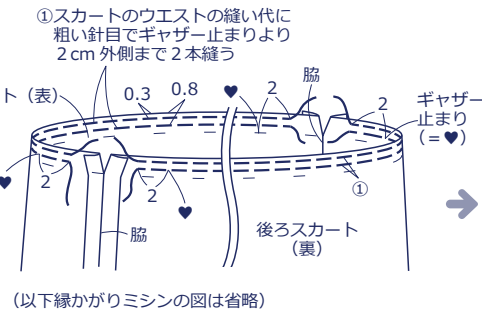 ①スカートのウエストの縫い代に
粗い針目でギャザー止まりより
2cm 外側まで2本縫う
ト（表）
0.3
0.8
♥
2
脇
2
ギャザー
止まり
（＝♥）
♥
2
2
♥
①
脇
後ろスカート
（裏）
（以下縁かがりミシンの図は省略）